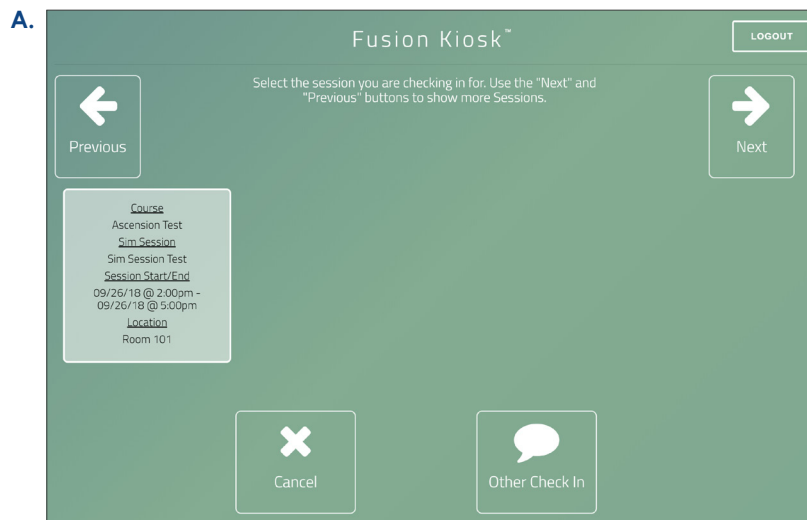 A.
Fusion Kiosk™
LOGOUT
Select the session you are checking in for. Use the "Next" and
"Previous" buttons to show more Sessions.
Previous
Next
Course
Ascension Test
Sim Session
Sim Session Test
Session Start/End
09/26/18 @ 2:00pm -
09/26/18 @ 5:00pm
Location
Room 101
Cancel
Other Check In